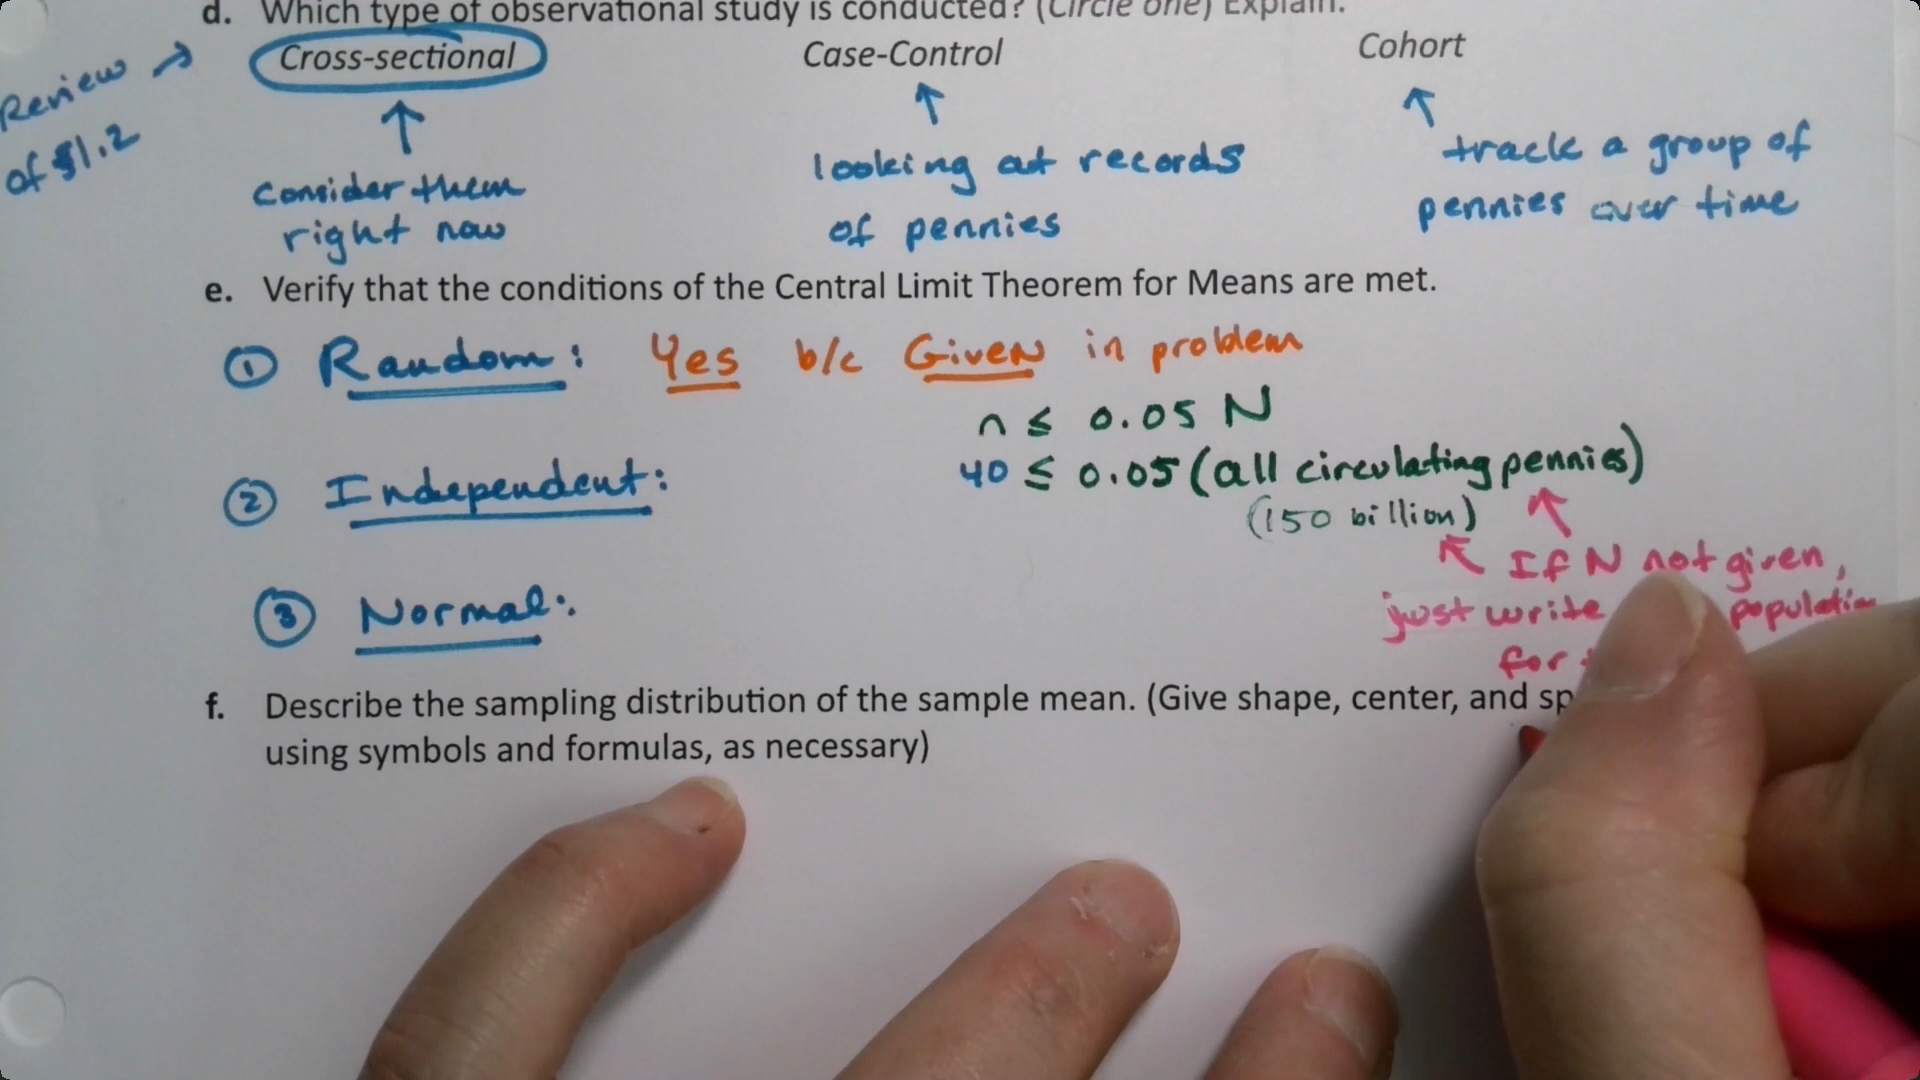 d. Which type of observational study is conducted? (Circle one) Explain.
Cross-sectional Case-Control Cohort
Review →
of §1.2
↑ ↑ ↑
consider them
right now
looking at records
of pennies
track a group of
pennies over time
e. Verify that the conditions of the Central Limit Theorem for Means are met.
① Random: Yes b/c Given in problem
n ≤ 0.05 N
② Independent: 40 ≤ 0.05 (all circulating pennies)
(150 billion)
If N not given,
③ Normal: just write population
for
f. Describe the sampling distribution of the sample mean. (Give shape, center, and
using symbols and formulas, as necessary)